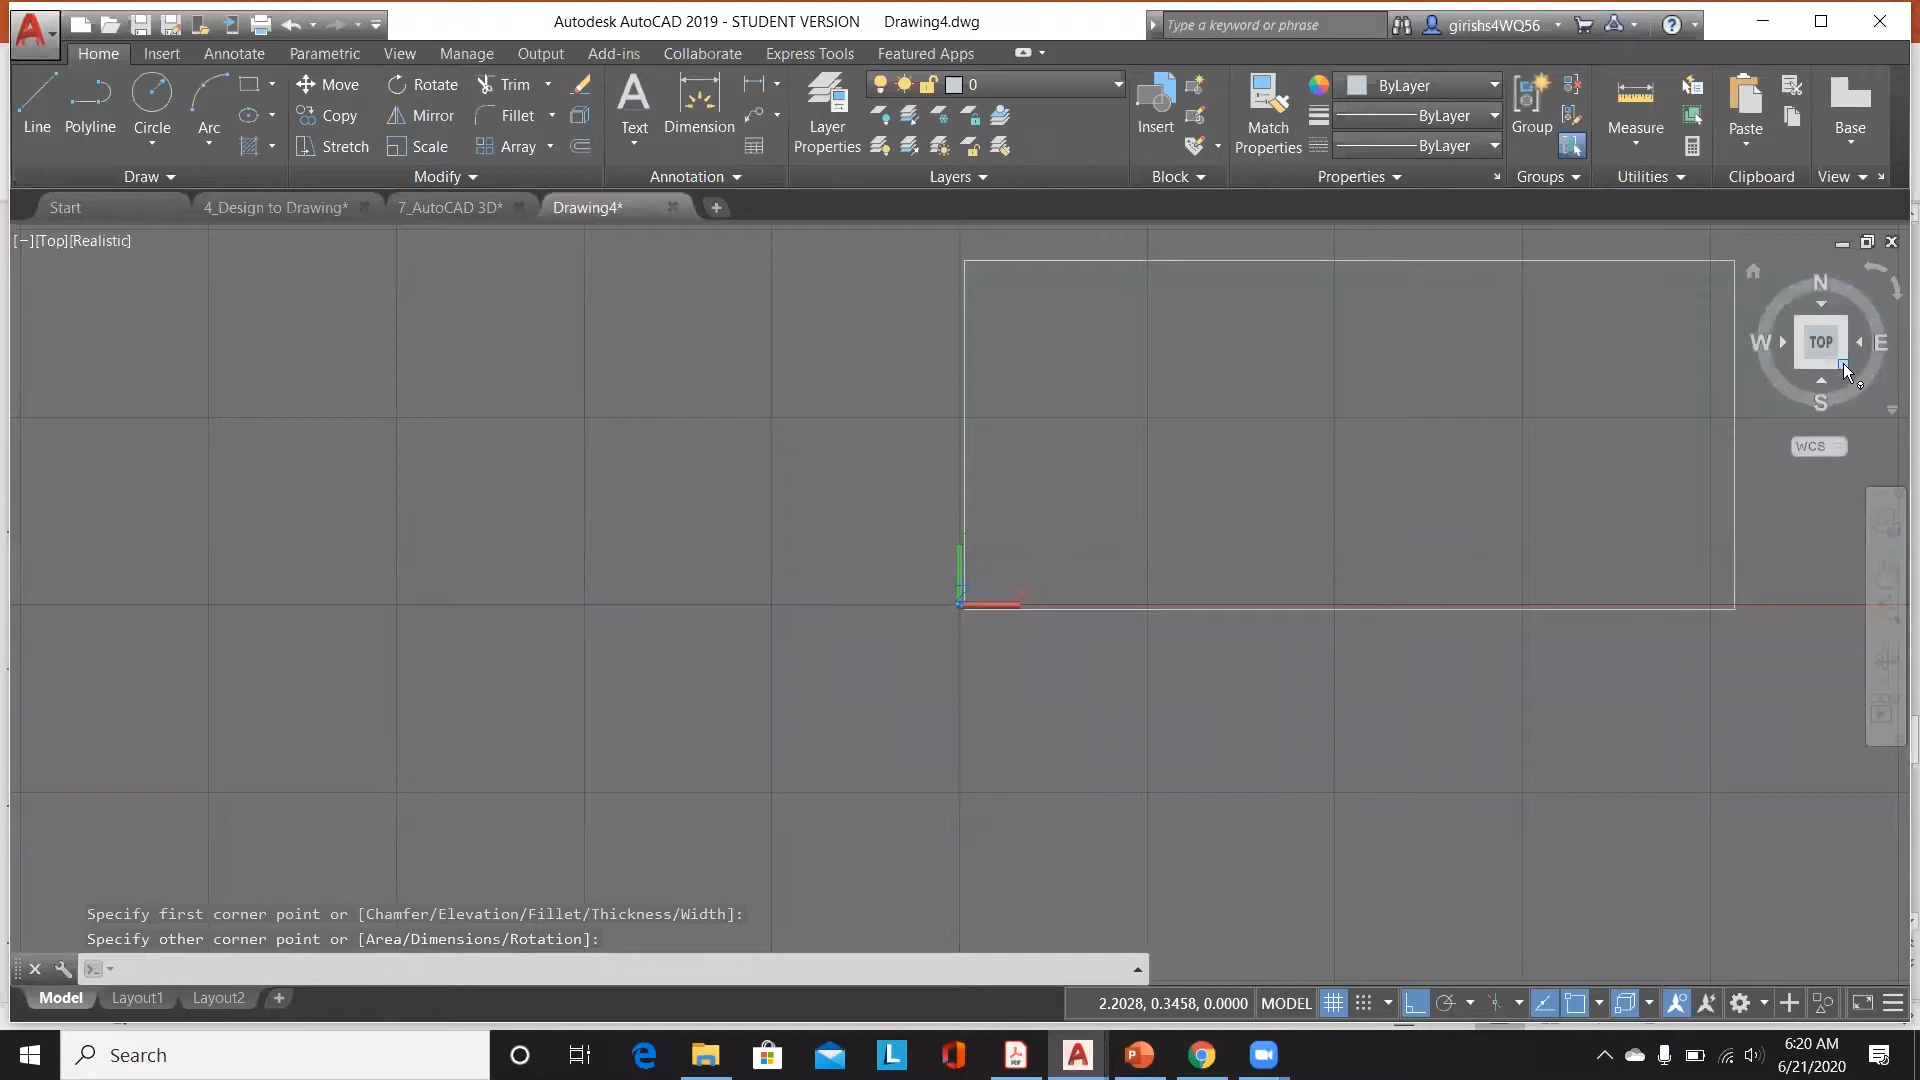 Autodesk AutoCAD 2019 - STUDENT VERSION Drawing4.dwg
Type a keyword or phrase
girishs4WQ56
Home Insert Annotate Parametric View Manage Output Add-ins Collaborate Express Tools Featured Apps
Line Polyline Circle Arc
Move Rotate Trim
Copy Mirror Fillet
Stretch Scale Array
Text Dimension
Layer Properties
0
Insert
Match Properties
ByLayer
ByLayer
ByLayer
Group Measure Paste Base
Draw Modify Annotation Layers Block Properties Groups Utilities Clipboard View
Start 4_Design to Drawing* 7_AutoCAD 3D* Drawing4*
[−][Top][Realistic]
N
W TOP E
S
WCS
X
Specify first corner point or [Chamfer/Elevation/Fillet/Thickness/Width]:
Specify other corner point or [Area/Dimensions/Rotation]:
Model Layout1 Layout2
2.2028, 0.3458, 0.0000 MODEL
Search
6:20 AM
6/21/2020